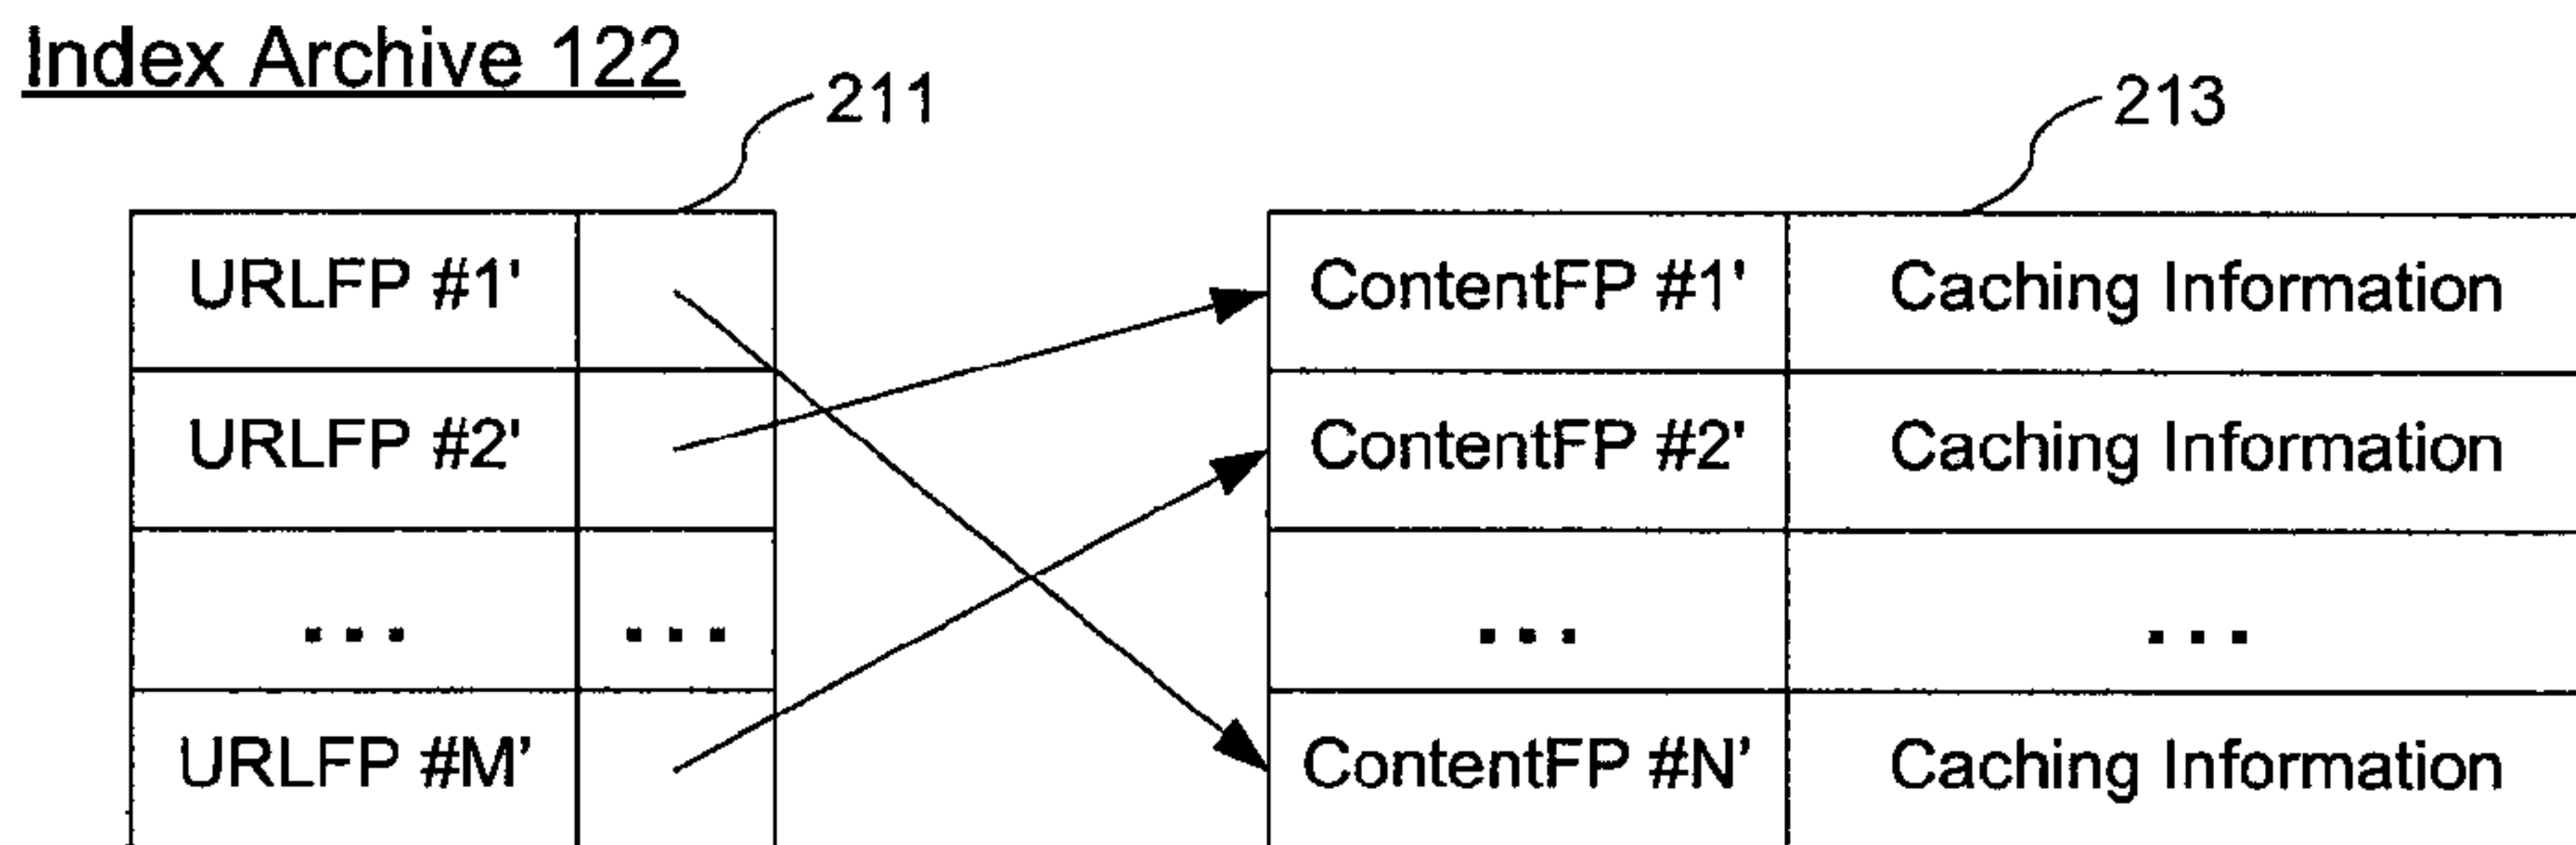 Index Archive 122
211
213
URLFP #1'
ContentFP #1' Caching Information
URLFP #2'
ContentFP #2' Caching Information
... ... ... ...
URLFP #M’
ContentFP #N’ Caching Information